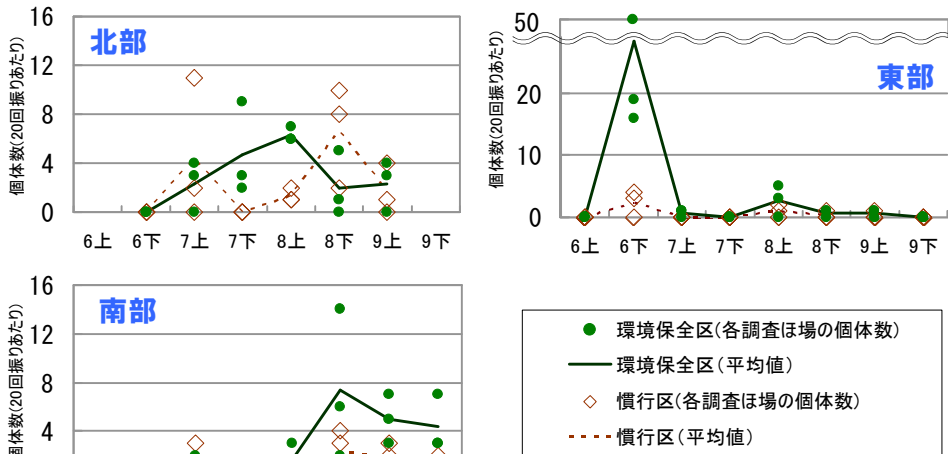 北部
個体数(20回振りあたり)
16
12
8
4
0
6上 6下 7上 7下 8上 8下 9上 9下
東部
個体数(20回振りあたり)
50
20
10
0
6上 6下 7上 7下 8上 8下 9上 9下
南部
個体数(20回振りあたり)
16
12
8
4
環境保全区(各調査ほ場の個体数)
環境保全区(平均値)
慣行区(各調査ほ場の個体数)
慣行区(平均値)